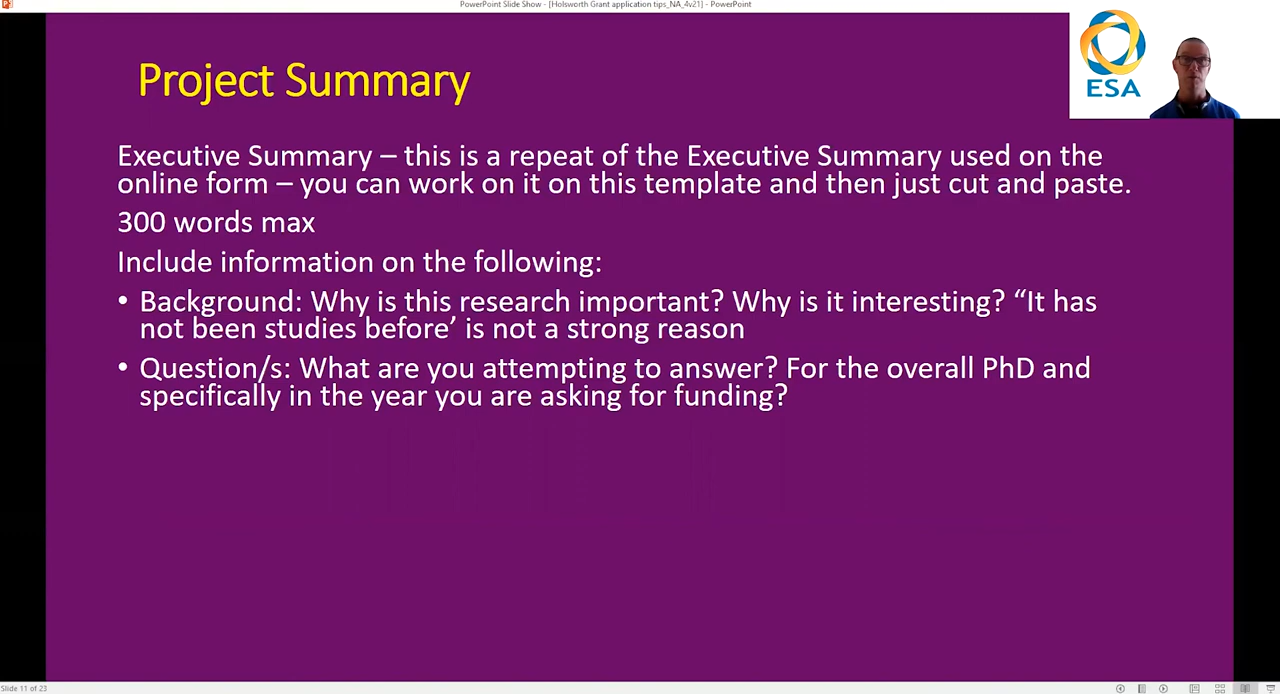 PowerPoint Slide Show - [Holsworth Grant application tips_NA_4v21] - PowerPoint
ESA
Project Summary
Executive Summary – this is a repeat of the Executive Summary used on the
online form – you can work on it on this template and then just cut and paste.
300 words max
Include information on the following:
• Background: Why is this research important? Why is it interesting? “It has
not been studies before’ is not a strong reason
• Question/s: What are you attempting to answer? For the overall PhD and
specifically in the year you are asking for funding?
Slide 11 of 23